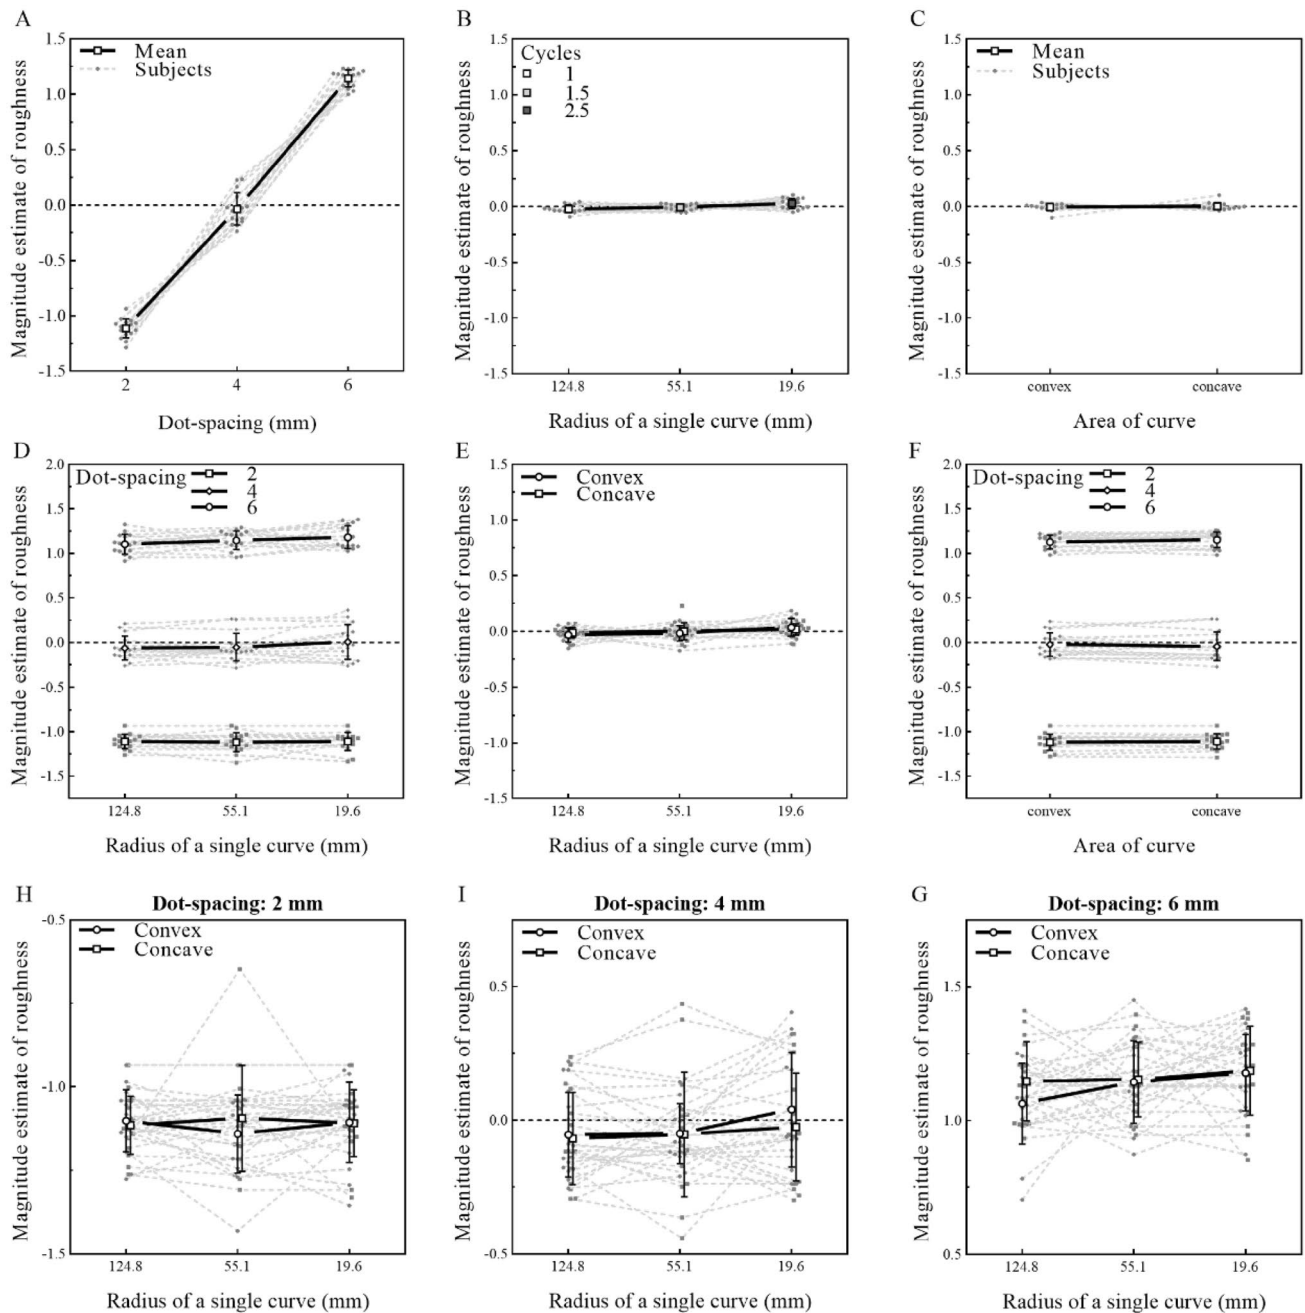 A
Magnitude estimate of roughness
1.5
1.0
0.5
0.0
-0.5
-1.0
-1.5
Mean
Subjects
2
4
6
Dot-spacing (mm)
B
Magnitude estimate of roughness
1.5
1.0
0.5
0.0
-0.5
-1.0
-1.5
Cycles
1
1.5
2.5
124.8
55.1
19.6
Radius of a single curve (mm)
C
Magnitude estimate of roughness
1.5
1.0
0.5
0.0
-0.5
-1.0
-1.5
Mean
Subjects
convex
concave
Area of curve
D
Magnitude estimate of roughness
2.0
1.5
1.0
0.5
0.0
-0.5
-1.0
-1.5
Dot-spacing
2
4
6
124.8
55.1
19.6
Radius of a single curve (mm)
E
Magnitude estimate of roughness
1.5
1.0
0.5
0.0
-0.5
-1.0
-1.5
Convex
Concave
124.8
55.1
19.6
Radius of a single curve (mm)
F
Magnitude estimate of roughness
2.0
1.5
1.0
0.5
0.0
-0.5
-1.0
-1.5
Dot-spacing
2
4
6
convex
concave
Area of curve
H
Dot-spacing: 2 mm
Magnitude estimate of roughness
-0.5
-1.0
-1.5
Convex
Concave
124.8
55.1
19.6
Radius of a single curve (mm)
I
Dot-spacing: 4 mm
Magnitude estimate of roughness
0.5
0.0
-0.5
Convex
Concave
124.8
55.1
19.6
Radius of a single curve (mm)
G
Dot-spacing: 6 mm
Magnitude estimate of roughness
1.5
1.0
0.5
Convex
Concave
124.8
55.1
19.6
Radius of a single curve (mm)